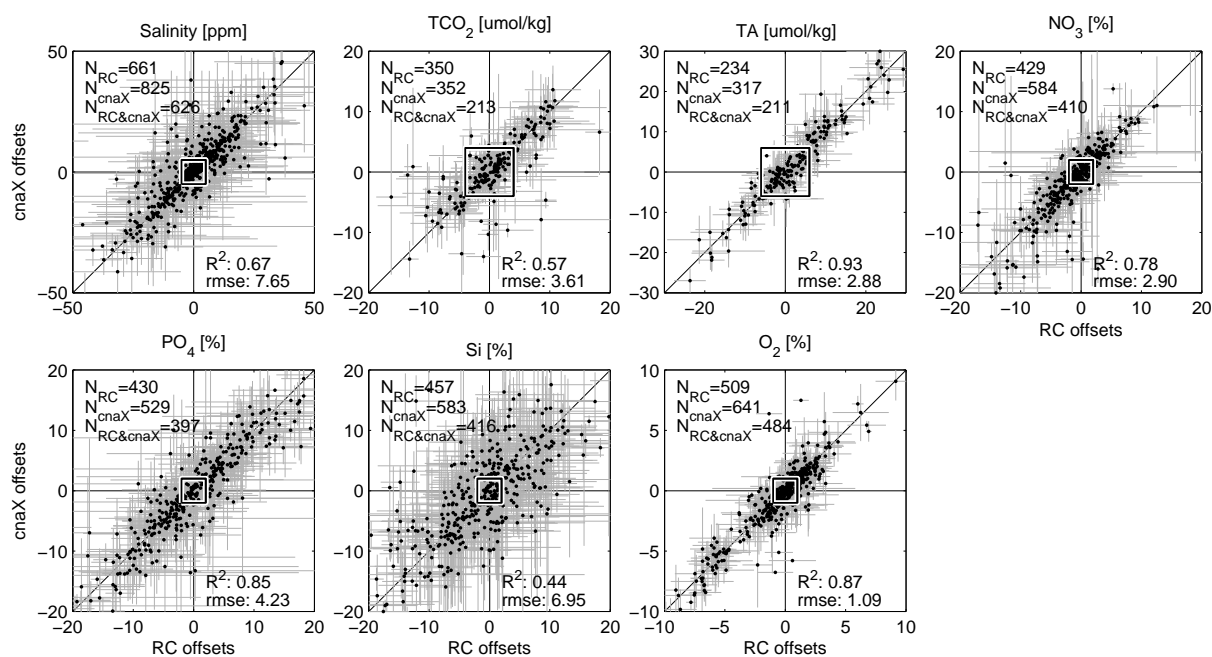 Salinity [ppm]
N_RC=661
N_cnaX=825
N_RC&cnaX=626
R²: 0.67
rmse: 7.65
cnaX offsets
50
0
−50
−50
0
50
TCO₂ [umol/kg]
N_RC=350
N_cnaX=352
N_RC&cnaX=213
R²: 0.57
rmse: 3.61
20
10
0
−10
−20
−20
−10
0
10
20
TA [umol/kg]
N_RC=234
N_cnaX=317
N_RC&cnaX=211
R²: 0.93
rmse: 2.88
30
20
10
0
−10
−20
−30
−20
0
20
NO₃ [%]
N_RC=429
N_cnaX=584
N_RC&cnaX=410
R²: 0.78
rmse: 2.90
20
10
0
−10
−20
−20
−10
0
10
20
RC offsets
PO₄ [%]
N_RC=430
N_cnaX=529
N_RC&cnaX=397
R²: 0.85
rmse: 4.23
cnaX offsets
20
10
0
−10
−20
−20
−10
0
10
20
RC offsets
Si [%]
N_RC=457
N_cnaX=583
N_RC&cnaX=416
R²: 0.44
rmse: 6.95
20
10
0
−10
−20
−20
−10
0
10
20
RC offsets
O₂ [%]
N_RC=509
N_cnaX=641
N_RC&cnaX=484
R²: 0.87
rmse: 1.09
10
5
0
−5
−10
−10
−5
0
5
10
RC offsets